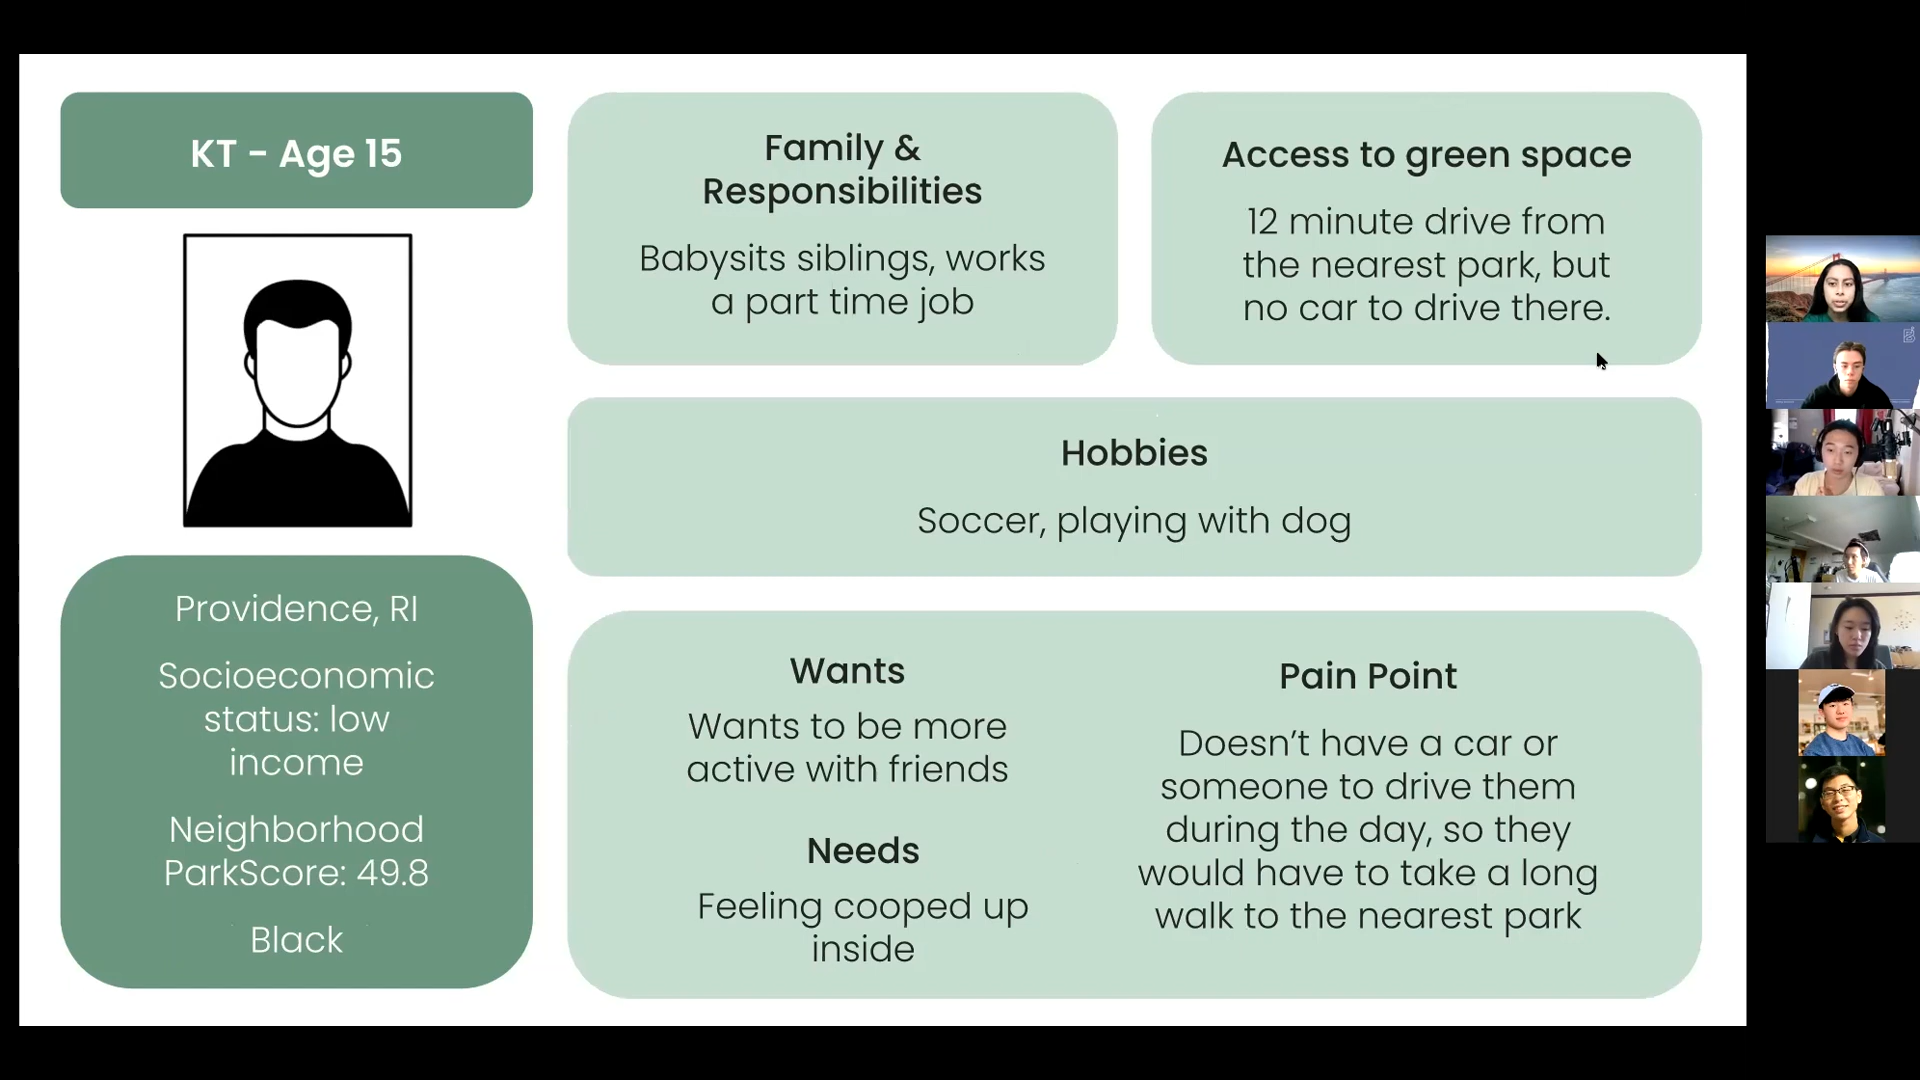 KT - Age 15
Providence, RI
Socioeconomic
status: low
income
Neighborhood
ParkScore: 49.8
Black
Family &
Responsibilities
Babysits siblings, works
a part time job
Access to green space
12 minute drive from
the nearest park, but
no car to drive there.
Hobbies
Soccer, playing with dog
Wants
Wants to be more
active with friends
Needs
Feeling cooped up
inside
Pain Point
Doesn’t have a car or
someone to drive them
during the day, so they
would have to take a long
walk to the nearest park